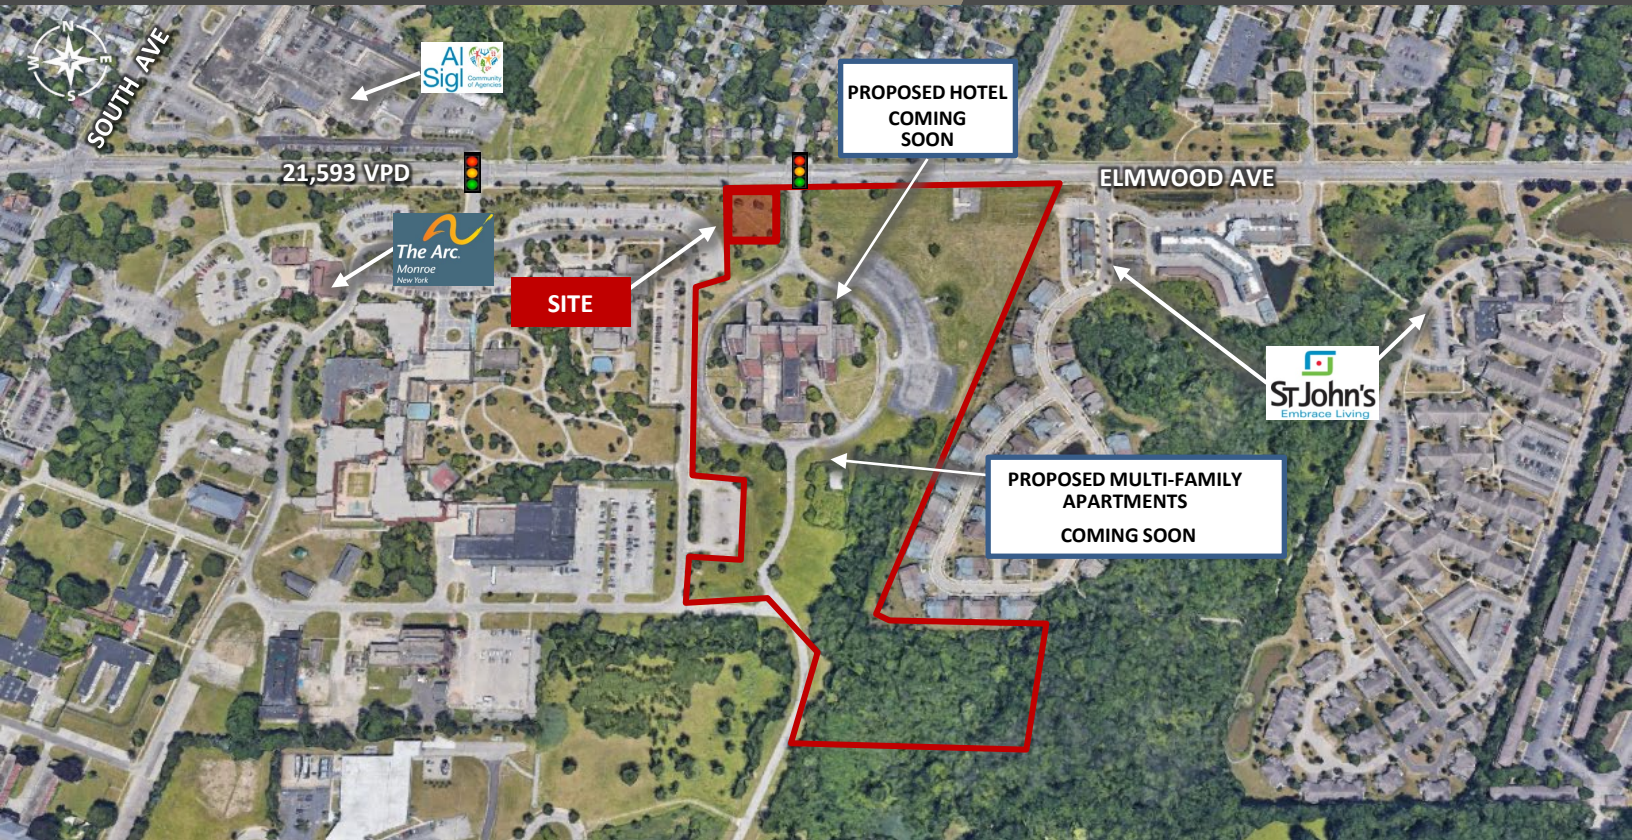 N
W
E
S
SOUTH AVE
Al
Sigl
Community
of Agencies
PROPOSED HOTEL
COMING
SOON
21,593 VPD
ELMWOOD AVE
The Arc.
Monroe
New York
SITE
St.John's
Embrace Living
PROPOSED MULTI-FAMILY
APARTMENTS
COMING SOON